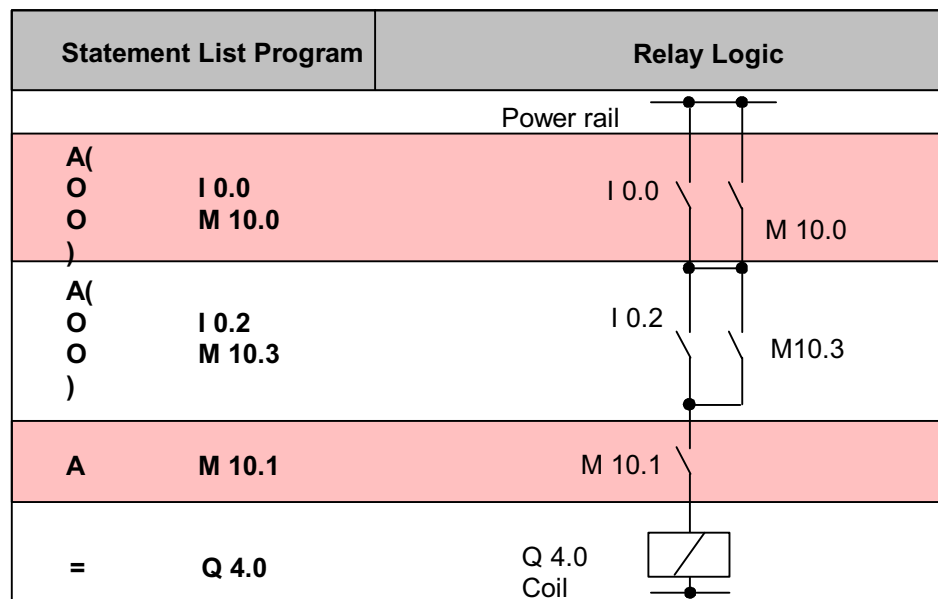 Statement List Program Relay Logic
Power rail
A(
O I 0.0
O M 10.0
)
I 0.0
M 10.0
A(
O I 0.2
O M 10.3
)
I 0.2
M10.3
A M 10.1
M 10.1
= Q 4.0
Q 4.0
Coil